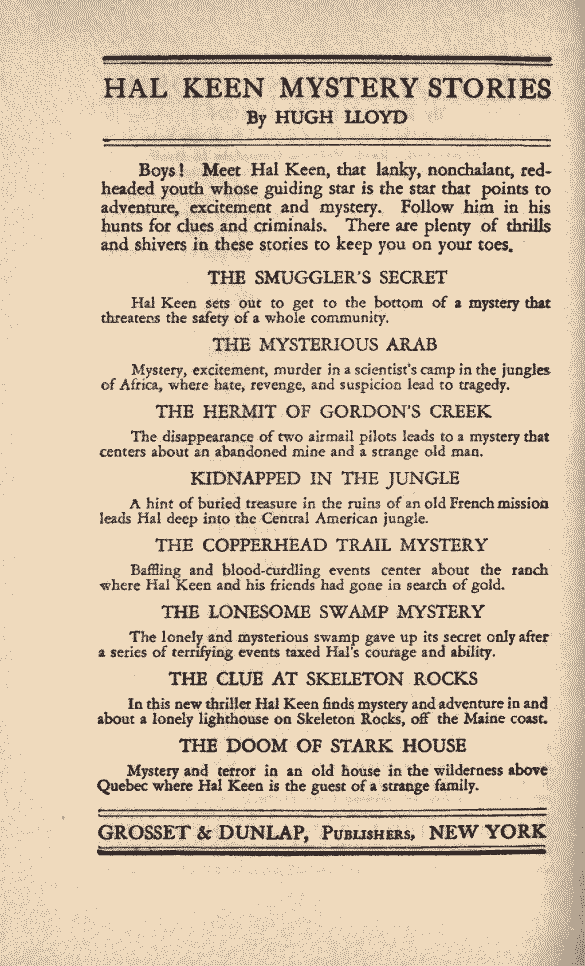 HAL KEEN MYSTERY STORIES
By HUGH LLOYD
Boys! Meet Hal Keen, that lanky, nonchalant, red-
headed youth whose guiding star is the star that points to
adventure, excitement and mystery. Follow him in his
hunts for clues and criminals. There are plenty of thrills
and shivers in these stories to keep you on your toes.
THE SMUGGLER'S SECRET
Hal Keen sets out to get to the bottom of a mystery that
threatens the safety of a whole community.
THE MYSTERIOUS ARAB
Mystery, excitement, murder in a scientist's camp in the jungles
of Africa, where hate, revenge, and suspicion lead to tragedy.
THE HERMIT OF GORDON'S CREEK
The disappearance of two airmail pilots leads to a mystery that
centers about an abandoned mine and a strange old man.
KIDNAPPED IN THE JUNGLE
A hint of buried treasure in the ruins of an old French mission
leads Hal deep into the Central American jungle.
THE COPPERHEAD TRAIL MYSTERY
Baffling and blood-curdling events center about the ranch
where Hal Keen and his friends had gone in search of gold.
THE LONESOME SWAMP MYSTERY
The lonely and mysterious swamp gave up its secret only after
a series of terrifying events taxed Hal's courage and ability.
THE CLUE AT SKELETON ROCKS
In this new thriller Hal Keen finds mystery and adventure in and
about a lonely lighthouse on Skeleton Rocks, off the Maine coast.
THE DOOM OF STARK HOUSE
Mystery and terror in an old house in the wilderness above
Quebec where Hal Keen is the guest of a strange family.
GROSSET & DUNLAP, PUBLISHERS, NEW YORK